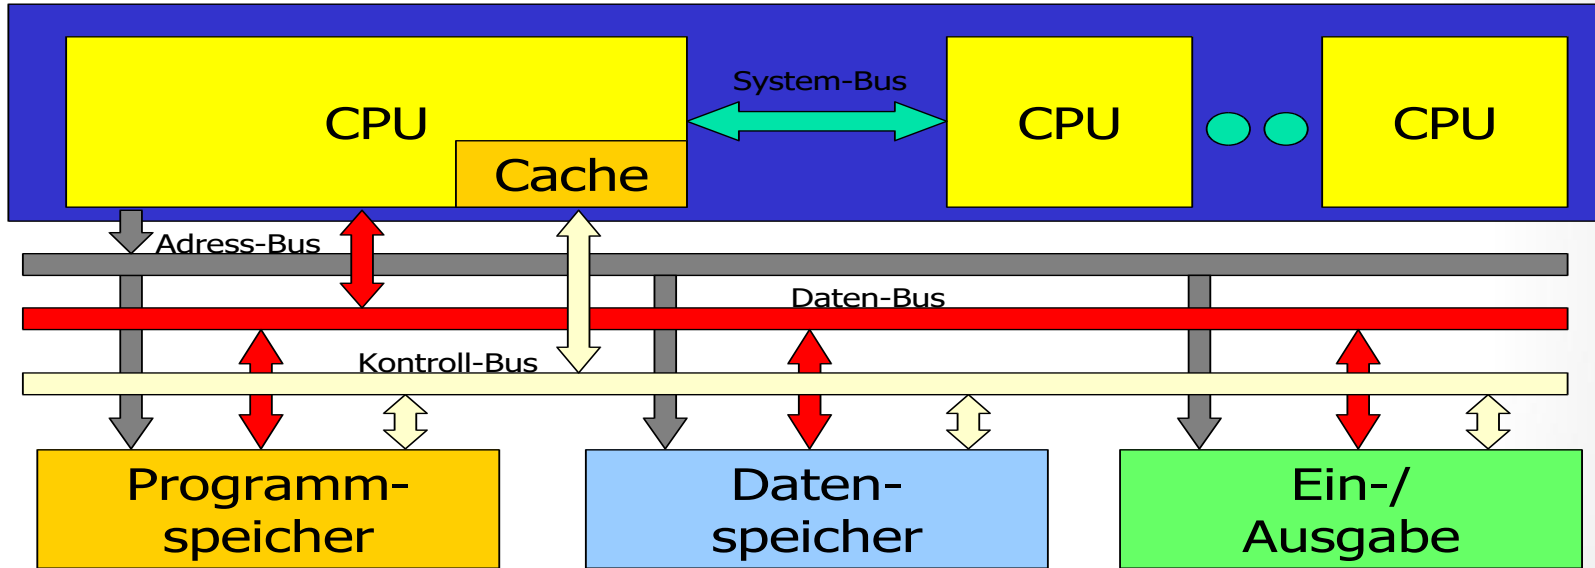 System-Bus
CPU
CPU
CPU
Cache
Adress-Bus
Daten-Bus
Kontroll-Bus
Programm-
speicher
Daten-
speicher
Ein-/
Ausgabe